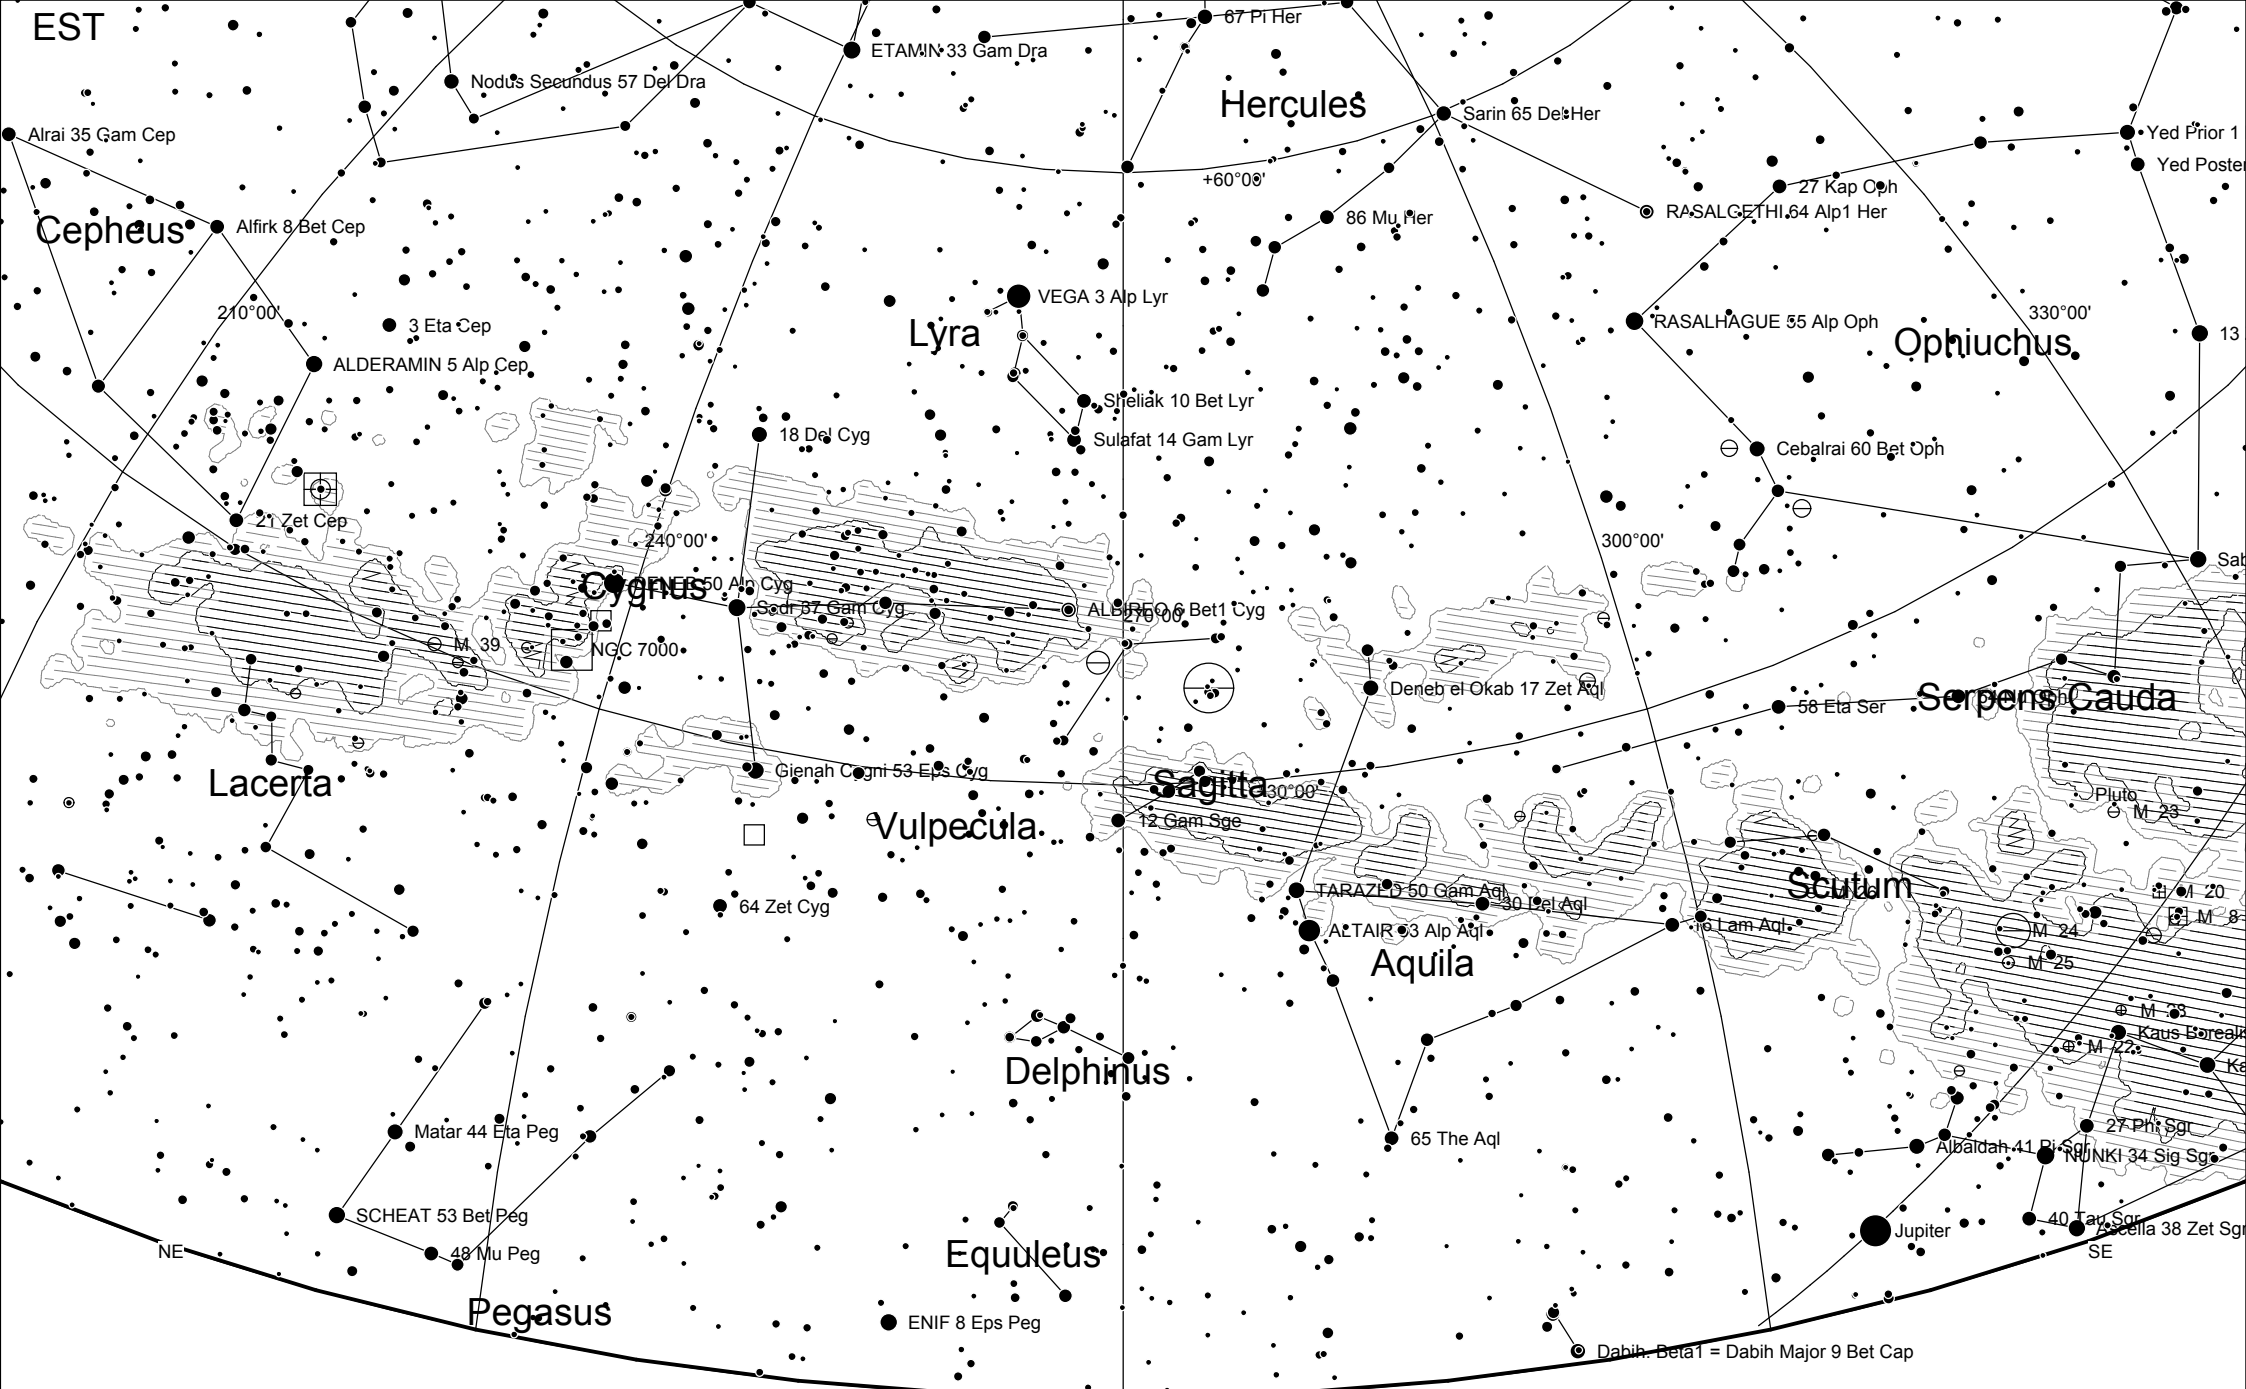 EST
67 Pi Her
ETAMIN 33 Gam Dra
Nodus Secundus 57 Del Dra
Hercules
Sarin 65 Del Her
Alrai 35 Gam Cep
Yed Prior 1
Yed Poster
+60°00'
27 Kap Oph
RASALGETHI 64 Alp1 Her
86 Mu Her
Cepheus
Alfirk 8 Bet Cep
VEGA 3 Alp Lyr
210°00'
330°00'
3 Eta Cep
RASALHAGUE 55 Alp Oph
Lyra
Ophiuchus
13
ALDERAMIN 5 Alp Cep
Sheliak 10 Bet Lyr
18 Del Cyg
Sulafat 14 Gam Lyr
Cebalrai 60 Bet Oph
21 Zet Cep
240°00'
300°00'
Sab
Cygnus
DENEB 50 Alp Cyg
Sadr 37 Gam Cyg
ALBIREO 6 Bet1 Cyg
270°00'
M 39
NGC 7000
Deneb el Okab 17 Zet Aql
Serpens Cauda
58 Eta Ser
Gienah Cygni 53 Eps Cyg
Lacerta
Sagitta
+30°00'
Pluto
M 23
12 Gam Sge
Vulpecula
Scutum
TARAZED 50 Gam Aql
30 Del Aql
M 20
64 Zet Cyg
M 8
16 Lam Aql
ALTAIR 53 Alp Aql
M 24
Aquila
M 25
M 28
Kaus Borealis
M 22
Ka
Delphinus
27 Phi Sgr
Matar 44 Eta Peg
65 The Aql
Albaldah 41 Pi Sgr
NUNKI 34 Sig Sgr
SCHEAT 53 Bet Peg
40 Tau Sgr
Ascella 38 Zet Sgr
Jupiter
NE
48 Mu Peg
Equuleus
SE
Pegasus
ENIF 8 Eps Peg
Dabih. Beta1 = Dabih Major 9 Bet Cap